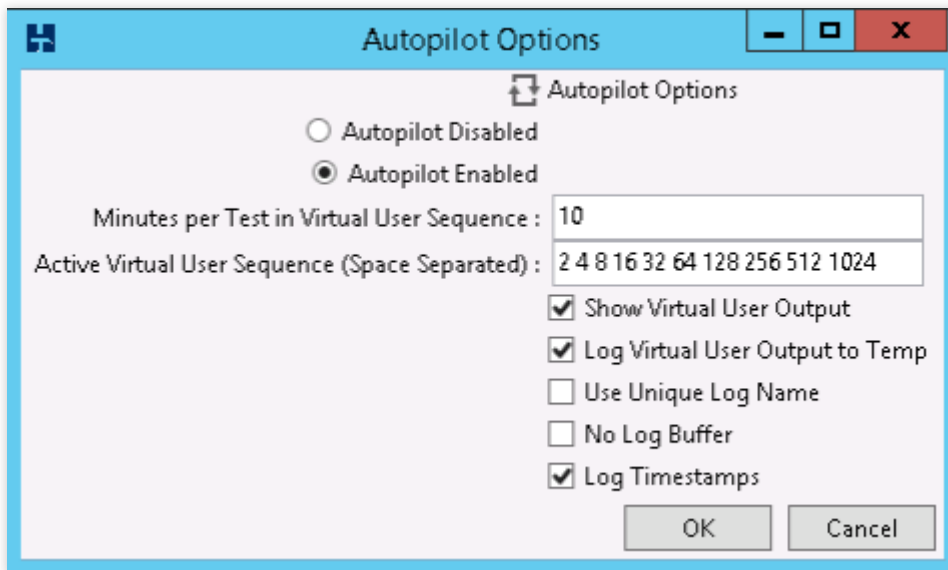 Autopilot Options
Autopilot Options
Autopilot Disabled
Autopilot Enabled
Minutes per Test in Virtual User Sequence : 10
Active Virtual User Sequence (Space Separated) : 2 4 8 16 32 64 128 256 512 1024
Show Virtual User Output
Log Virtual User Output to Temp
Use Unique Log Name
No Log Buffer
Log Timestamps
OK Cancel